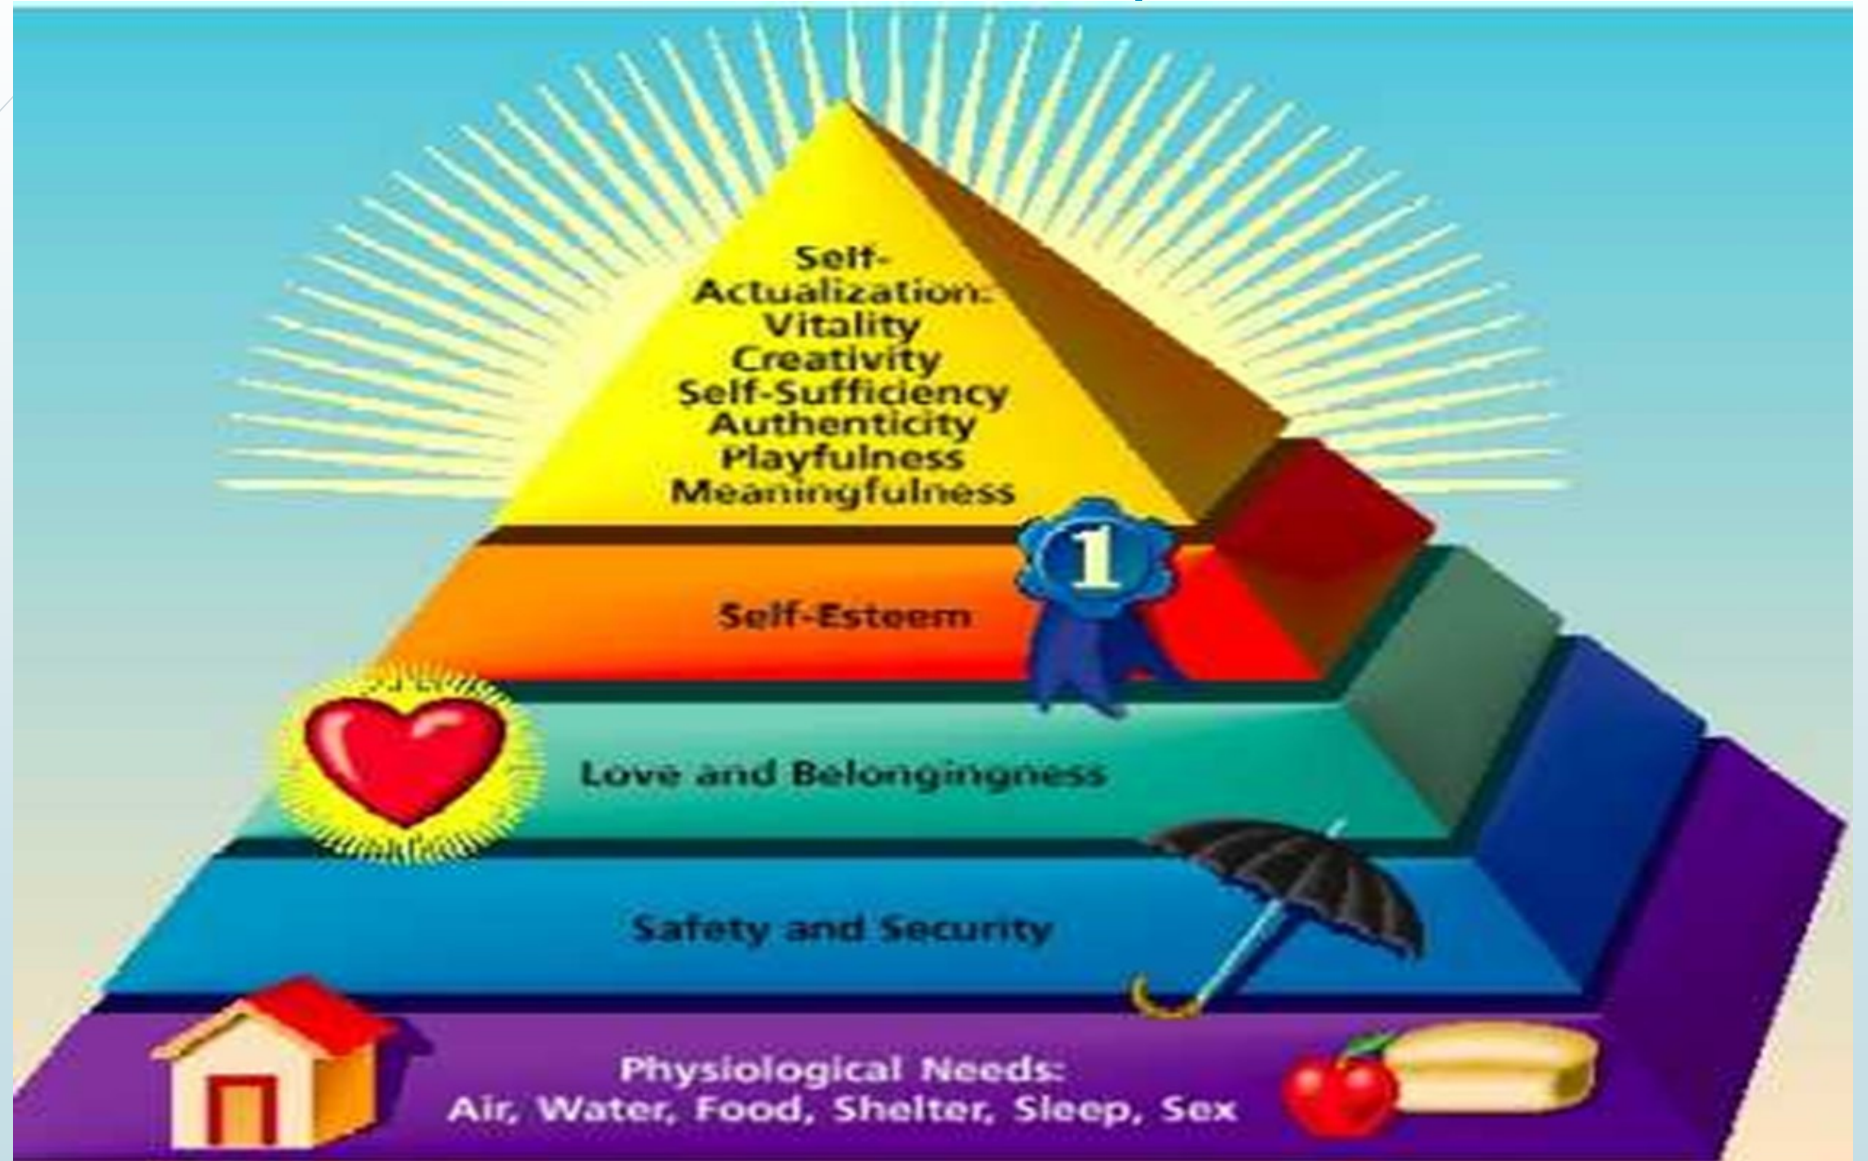 Self-
Actualization:
Vitality
Creativity
Self-Sufficiency
Authenticity
Playfulness
Meaningfulness
1
Self-Esteem
Love and Belongingness
Safety and Security
Physiological Needs:
Air, Water, Food, Shelter, Sleep, Sex